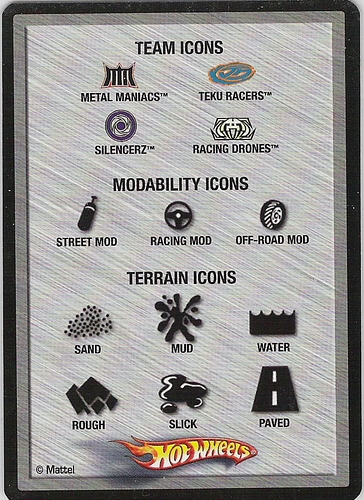 TEAM ICONS
METAL MANIACS™ TEKU RACERS™
SILENCERZ™ RACING DRONES™
MODABILITY ICONS
STREET MOD RACING MOD OFF-ROAD MOD
TERRAIN ICONS
SAND MUD WATER
ROUGH SLICK PAVED
HOT WHEELS®
© Mattel